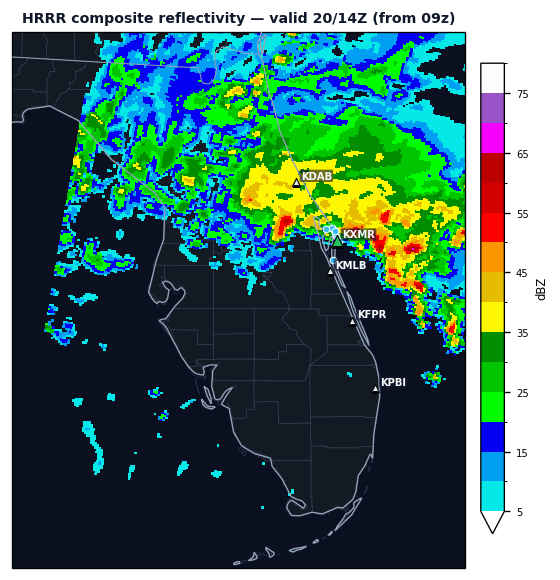 HRRR composite reflectivity — valid 20/14Z (from 09z)
KDAB
KXMR
KMLB
KFPR
KPBI
75
65
55
45
35
25
15
5
dBZ